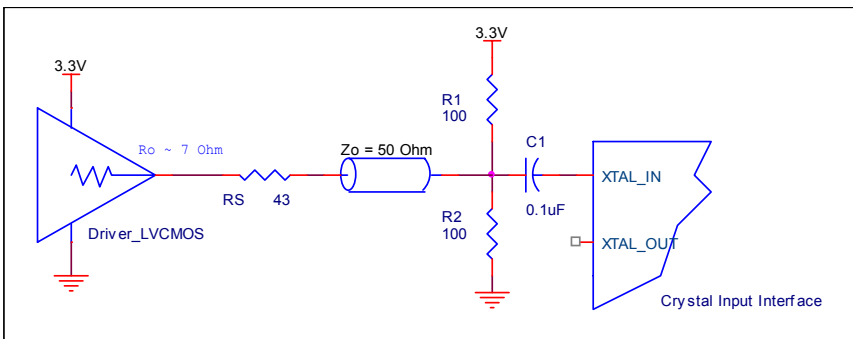 3.3V
3.3V
R1
100
Ro ~ 7 Ohm
Zo = 50 Ohm
C1
XTAL_IN
RS 43
0.1uF
R2
100
Driver_LVCMOS
XTAL_OUT
Crystal Input Interface